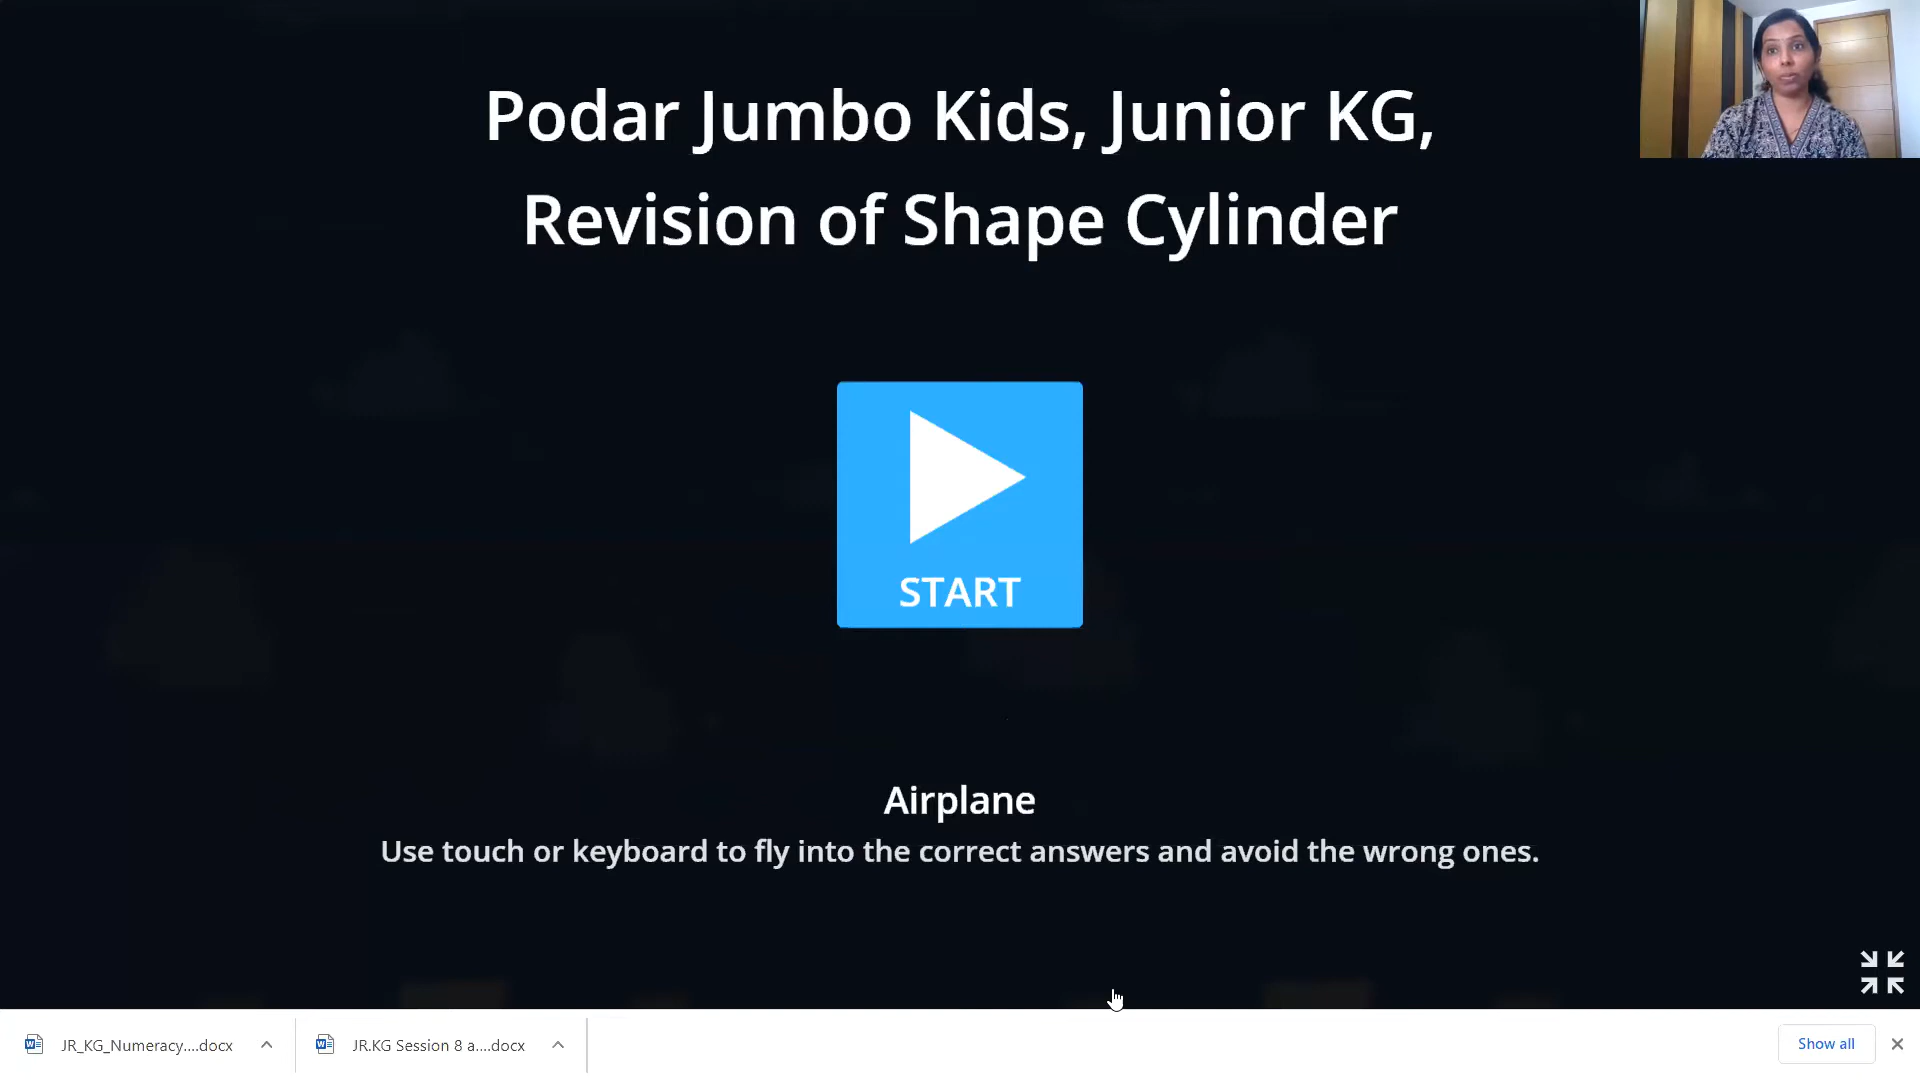 Podar Jumbo Kids, Junior KG,
Revision of Shape Cylinder
START
Airplane
Use touch or keyboard to fly into the correct answers and avoid the wrong ones.
JR_KG_Numeracy....docx
JR.KG Session 8 a....docx
Show all